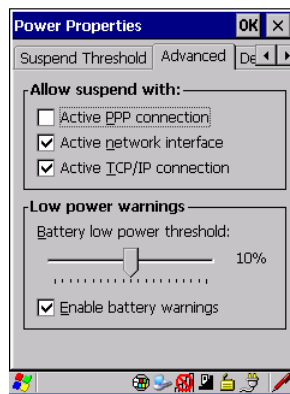 Power Properties OK ×
Suspend Threshold Advanced De
Allow suspend with:
Active PPP connection
Active network interface
Active TCP/IP connection
Low power warnings
Battery low power threshold:
10%
Enable battery warnings